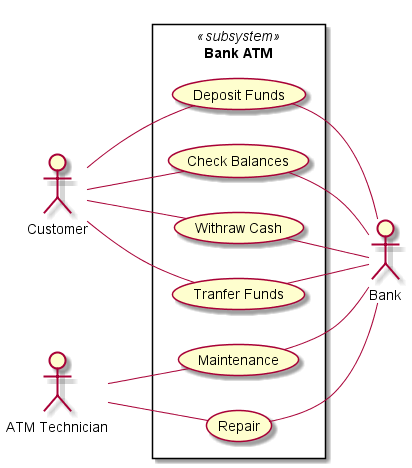 «subsystem»
Bank ATM
Deposit Funds
Check Balances
Customer
Withraw Cash
Tranfer Funds
Bank
Maintenance
ATM Technician
Repair